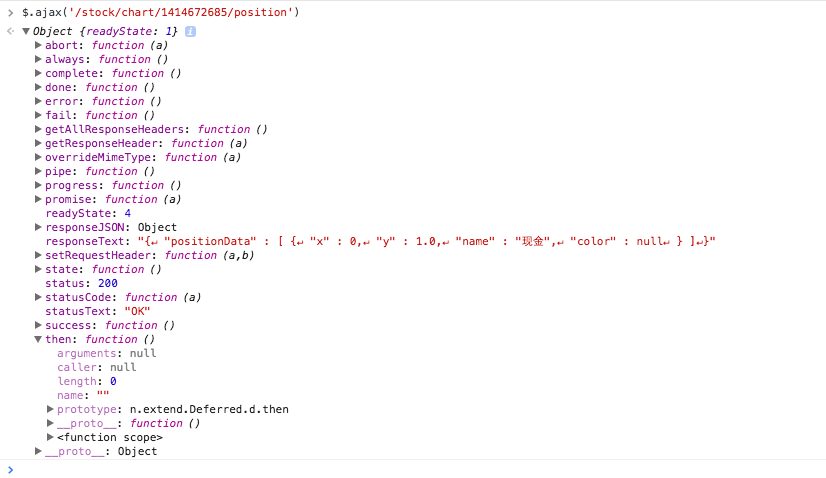 > $.ajax('/stock/chart/1414672685/position')
Object {readyState: 1} i
abort: function (a)
always: function ()
complete: function ()
done: function ()
error: function ()
fail: function ()
getAllResponseHeaders: function ()
getResponseHeader: function (a)
overrideMimeType: function (a)
pipe: function ()
progress: function ()
promise: function (a)
readyState: 4
responseJSON: Object
responseText: "{↵ "positionData" : [ {↵ "x" : 0,↵ "y" : 1.0,↵ "name" : "现金",↵ "color" : null↵ } ]↵}"
setRequestHeader: function (a,b)
state: function ()
status: 200
statusCode: function (a)
statusText: "OK"
success: function ()
then: function ()
arguments: null
caller: null
length: 0
name: ""
prototype: n.extend.Deferred.d.then
__proto__: function ()
<function scope>
__proto__: Object
>